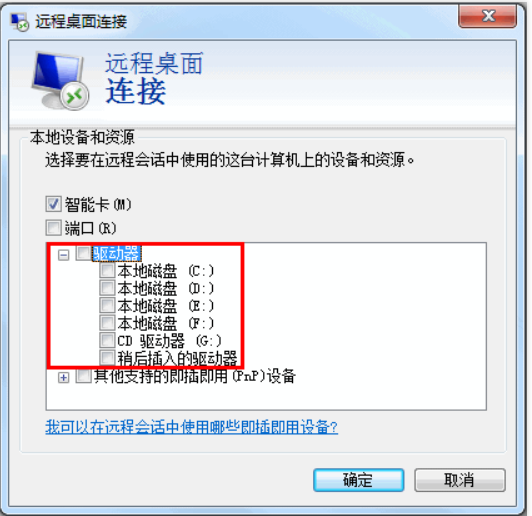 远程桌面连接
远程桌面
连接
本地设备和资源
选择要在远程会话中使用的这台计算机上的设备和资源。
智能卡(M)
端口(R)
驱动器
本地磁盘 (C:)
本地磁盘 (D:)
本地磁盘 (E:)
本地磁盘 (F:)
CD 驱动器 (G:)
稍后插入的驱动器
其他支持的即插即用(PnP)设备
我可以在远程会话中使用哪些即插即用设备?
确定 取消